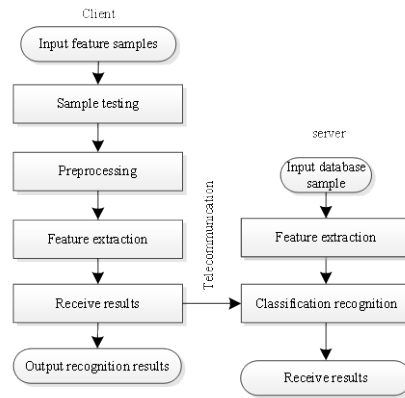 Client
Input feature samples
Sample testing
Preprocessing
Feature extraction
Receive results
Output recognition results
Telecommunication
server
Input database
sample
Feature extraction
Classification recognition
Receive results